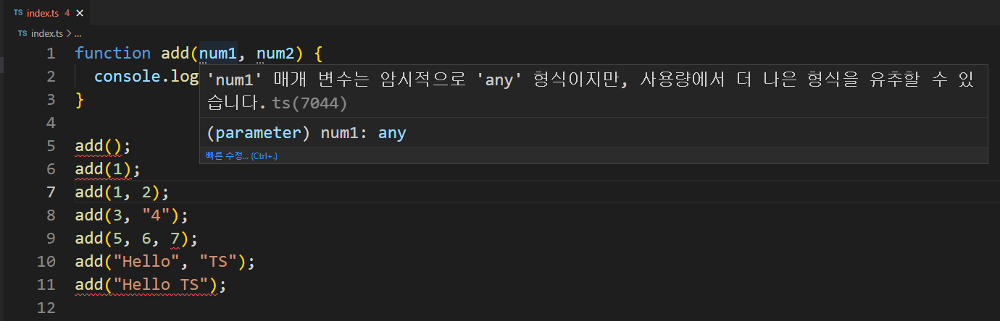 TS index.ts 4 ×
TS index.ts > ...
1 function add(num1, num2) {
2 console.log
'num1' 매개 변수는 암시적으로 'any' 형식이지만, 사용량에서 더 나은 형식을 유추할 수 있
습니다. ts(7044)
(parameter) num1: any
빠른 수정... (Ctrl+.)
3 }
4
5 add();
6 add(1);
7 add(1, 2);
8 add(3, "4");
9 add(5, 6, 7);
10 add("Hello", "TS");
11 add("Hello TS");
12